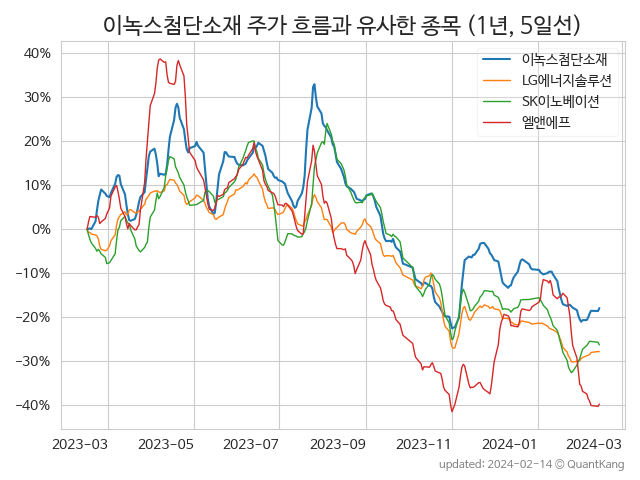 이녹스첨단소재 주가 흐름과 유사한 종목 (1년, 5일선)
이녹스첨단소재
LG에너지솔루션
SK이노베이션
엘앤에프
40%
30%
20%
10%
0%
−10%
−20%
−30%
−40%
2023-03 2023-05 2023-07 2023-09 2023-11 2024-01 2024-03
updated: 2024-02-14 © QuantKang